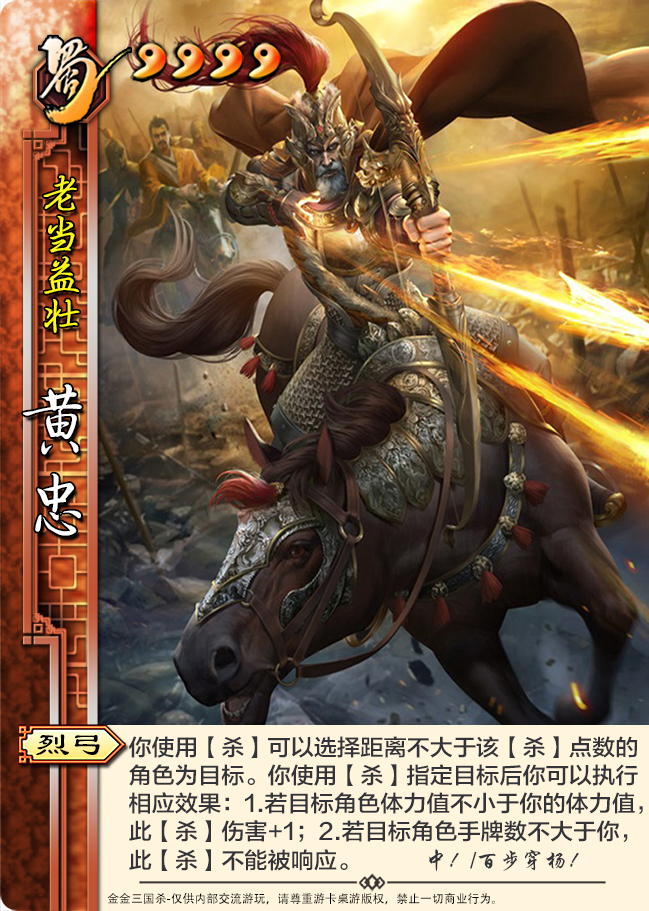 蜀
老当益壮
黄忠
烈弓
你使用【杀】可以选择距离不大于该【杀】点数的
角色为目标。你使用【杀】指定目标后你可以执行
相应效果：1.若目标角色体力值不小于你的体力值，
此【杀】伤害+1；2.若目标角色手牌数不大于你，
此【杀】不能被响应。 中！/百步穿杨！
金金三国杀-仅供内部交流游玩，请尊重游卡桌游版权，禁止一切商业行为。